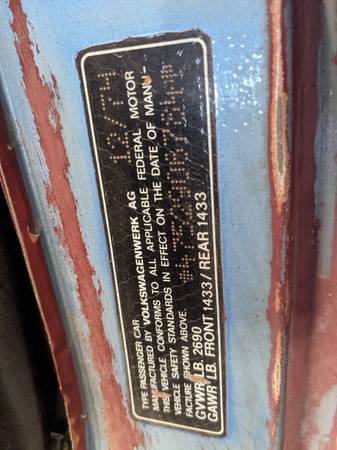 12/74
TYPE PASSENGER CAR
MANUFACTURED BY VOLKSWAGENWERK AG
THIS VEHICLE CONFORMS TO ALL APPLICABLE FEDERAL MOTOR
VEHICLE SAFETY STANDARDS IN EFFECT ON THE DATE OF MANU-
FACTURE SHOWN ABOVE.
GVWR LB. 2690
GAWR LB. FRONT 1433 / REAR 1433